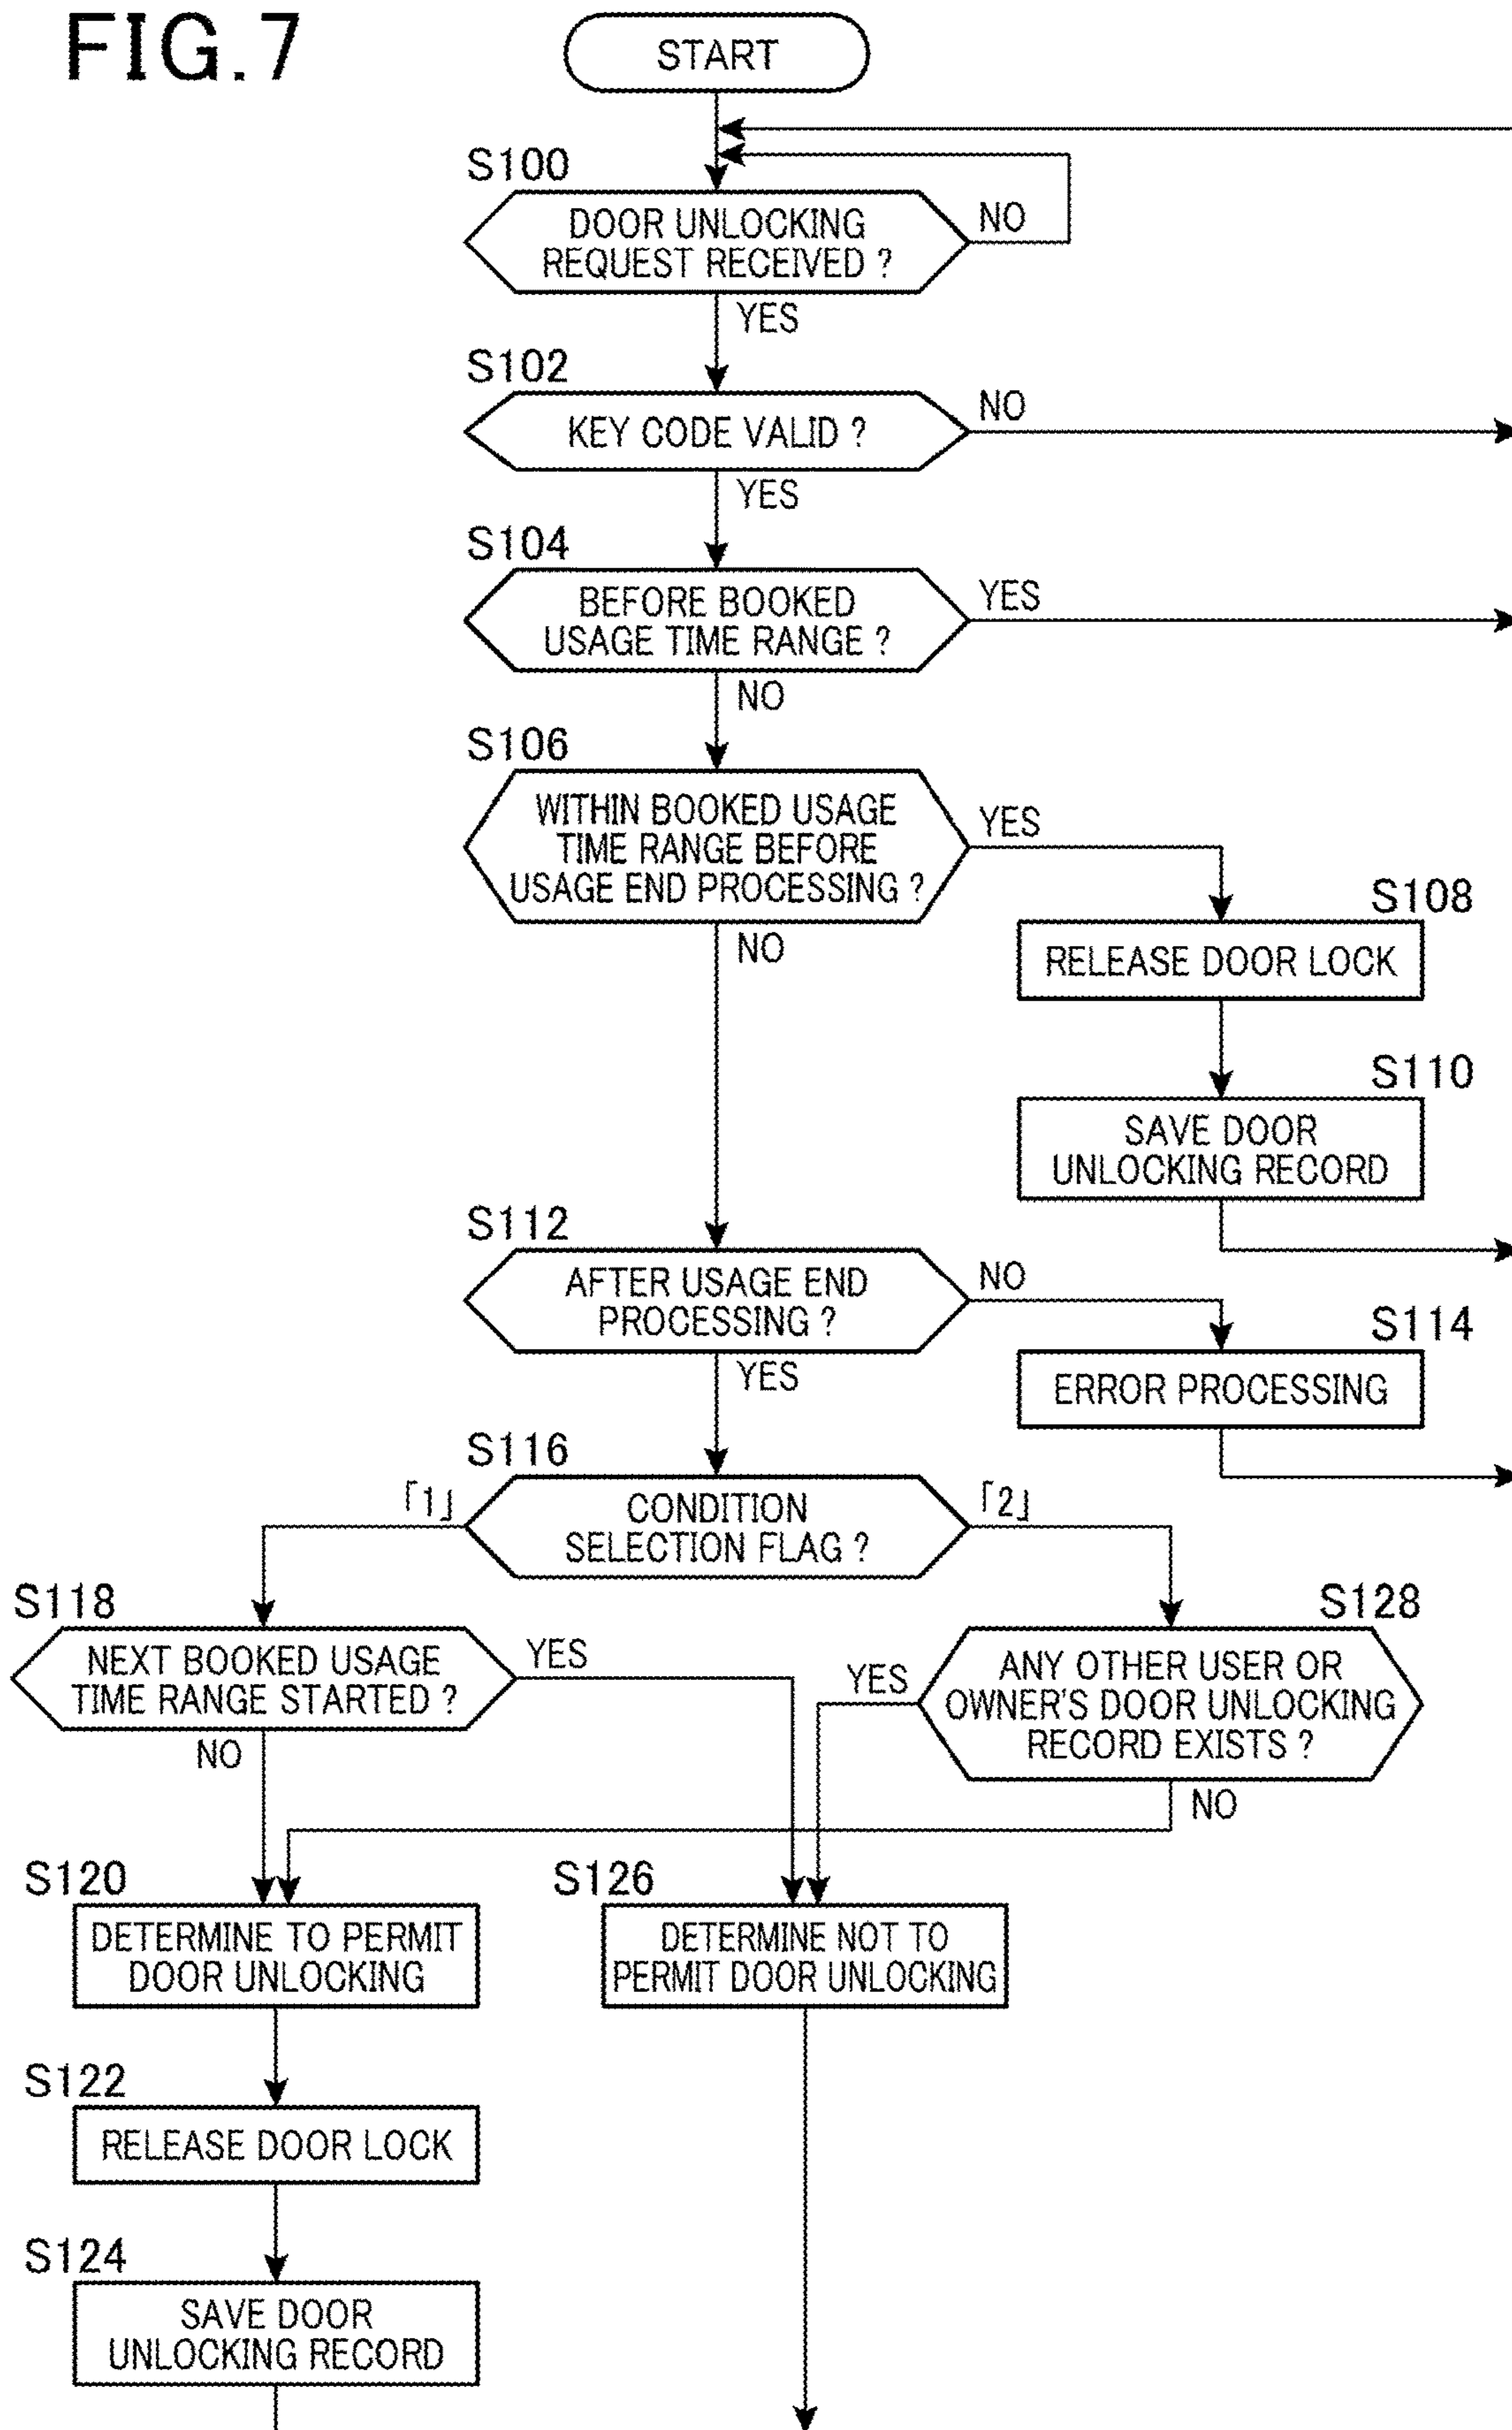 FIG.7
START
S100
DOOR UNLOCKING
REQUEST RECEIVED ?
NO
YES
S102
KEY CODE VALID ?
NO
YES
S104
BEFORE BOOKED
USAGE TIME RANGE ?
YES
NO
S106
WITHIN BOOKED USAGE
TIME RANGE BEFORE
USAGE END PROCESSING ?
YES
NO
S108
RELEASE DOOR LOCK
S110
SAVE DOOR
UNLOCKING RECORD
S112
AFTER USAGE END
PROCESSING ?
NO
YES
S114
ERROR PROCESSING
S116
CONDITION
SELECTION FLAG ?
「1」
「2」
S118
NEXT BOOKED USAGE
TIME RANGE STARTED ?
YES
NO
S128
ANY OTHER USER OR
OWNER'S DOOR UNLOCKING
RECORD EXISTS ?
YES
NO
S120
DETERMINE TO PERMIT
DOOR UNLOCKING
S126
DETERMINE NOT TO
PERMIT DOOR UNLOCKING
S122
RELEASE DOOR LOCK
S124
SAVE DOOR
UNLOCKING RECORD